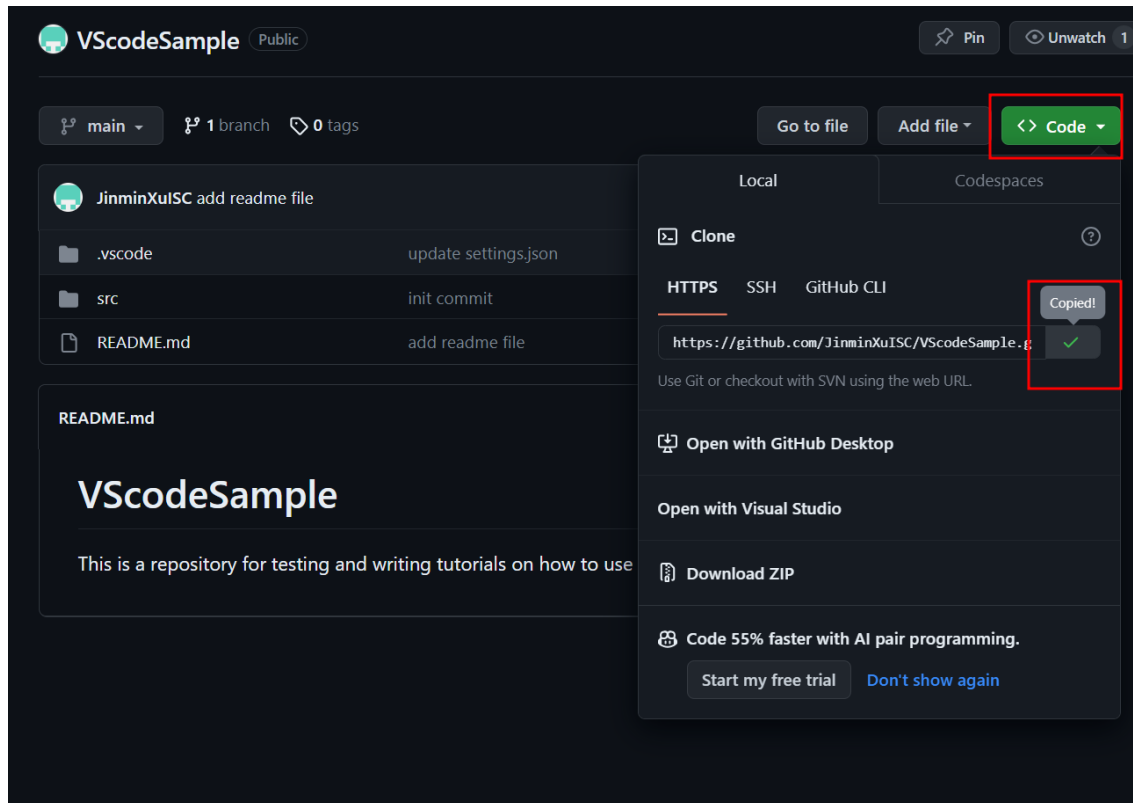 VScodeSample Public Pin Unwatch 1
main 1 branch 0 tags Go to file Add file Code
Local Codespaces
JinminXuISC add readme file
Clone
.vscode update settings.json
HTTPS SSH GitHub CLI
src init commit
Copied!
README.md add readme file
https://github.com/JinminXuISC/VScodeSample.g
Use Git or checkout with SVN using the web URL.
README.md
Open with GitHub Desktop
VScodeSample
Open with Visual Studio
This is a repository for testing and writing tutorials on how to use
Download ZIP
Code 55% faster with AI pair programming.
Start my free trial Don't show again